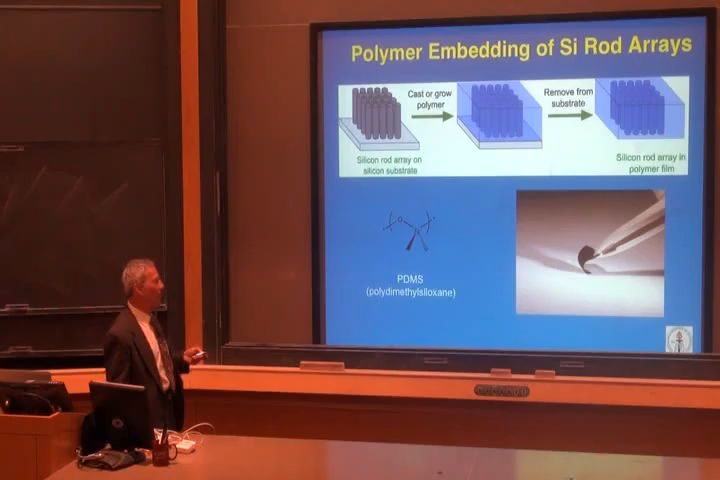 Polymer Embedding of Si Rod Arrays
Cast or grow
polymer
Remove from
substrate
Silicon rod array on
silicon substrate
Silicon rod array in
polymer film
PDMS
(polydimethylsiloxane)